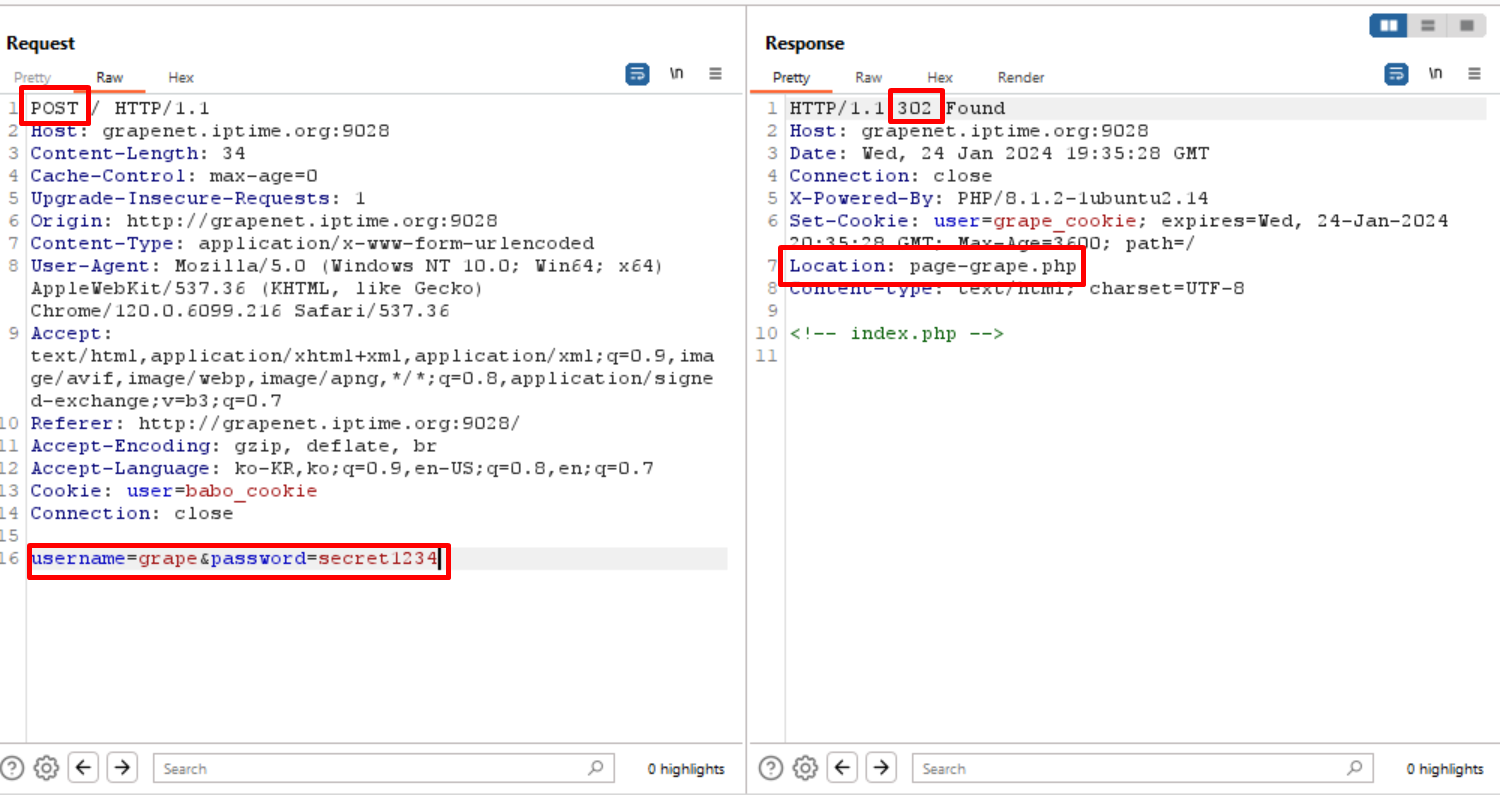 Request
Pretty Raw Hex
\n
1 POST / HTTP/1.1
2 Host: grapenet.iptime.org:9028
3 Content-Length: 34
4 Cache-Control: max-age=0
5 Upgrade-Insecure-Requests: 1
6 Origin: http://grapenet.iptime.org:9028
7 Content-Type: application/x-www-form-urlencoded
8 User-Agent: Mozilla/5.0 (Windows NT 10.0; Win64; x64)
AppleWebKit/537.36 (KHTML, like Gecko)
Chrome/120.0.6099.216 Safari/537.36
9 Accept:
text/html,application/xhtml+xml,application/xml;q=0.9,ima
ge/avif,image/webp,image/apng,*/*;q=0.8,application/signe
d-exchange;v=b3;q=0.7
10 Referer: http://grapenet.iptime.org:9028/
11 Accept-Encoding: gzip, deflate, br
12 Accept-Language: ko-KR,ko;q=0.9,en-US;q=0.8,en;q=0.7
13 Cookie: user=babo_cookie
14 Connection: close
15
16 username=grape&password=secret1234
Search
0 highlights
Response
Pretty Raw Hex Render
\n
1 HTTP/1.1 302 Found
2 Host: grapenet.iptime.org:9028
3 Date: Wed, 24 Jan 2024 19:35:28 GMT
4 Connection: close
5 X-Powered-By: PHP/8.1.2-1ubuntu2.14
6 Set-Cookie: user=grape_cookie; expires=Wed, 24-Jan-2024
20:35:28 GMT; Max-Age=3600; path=/
7 Location: page-grape.php
8 Content-type: text/html; charset=UTF-8
9
10 <!-- index.php -->
11
Search
0 highlights